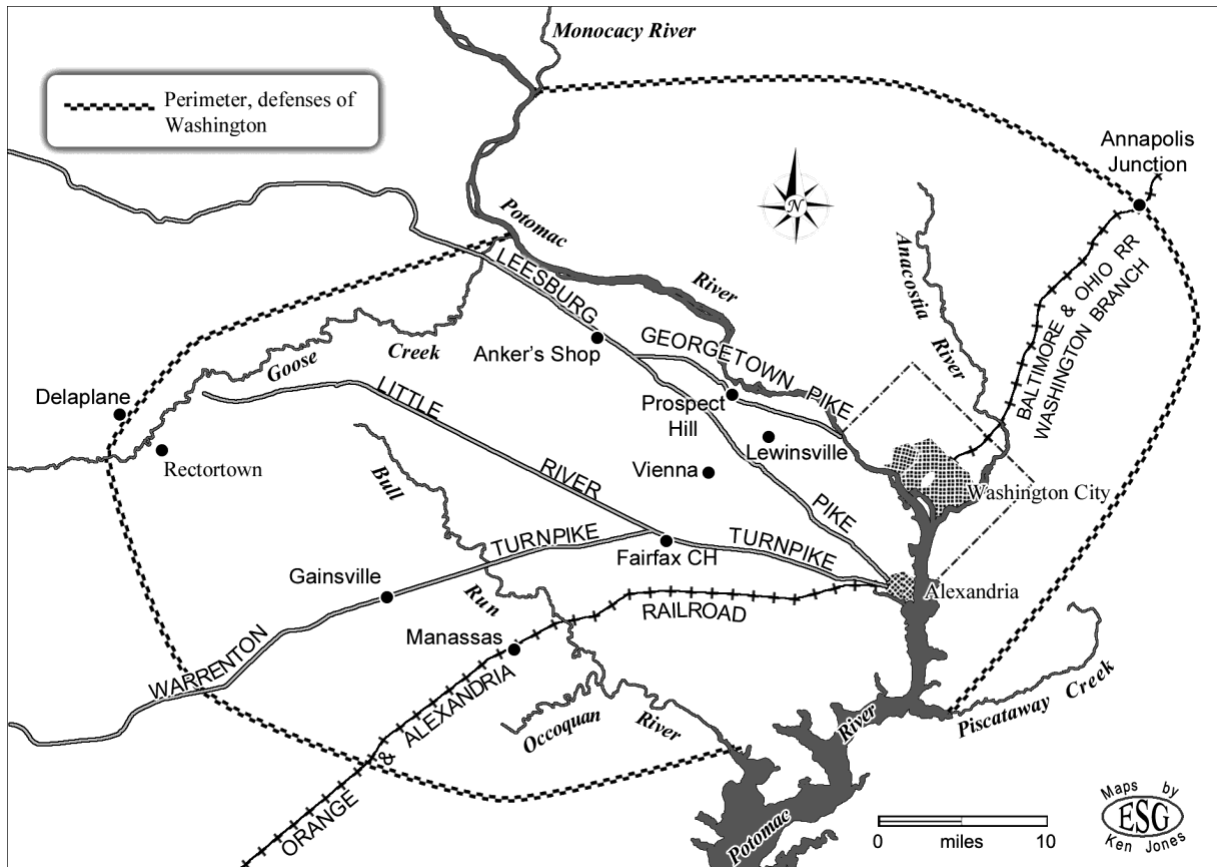 Monocacy River
Perimeter, defenses of
Washington
Annapolis
Junction
N
Potomac
River
Anacostia
River
BALTIMORE & OHIO RR
WASHINGTON BRANCH
LEESBURG
PIKE
GEORGETOWN
PIKE
Anker's Shop
Goose
Creek
Delaplane
Rectortown
LITTLE
RIVER
TURNPIKE
Prospect
Hill
Lewinsville
Vienna
Washington City
Bull
Run
TURNPIKE
Fairfax CH
Alexandria
Gainsville
RAILROAD
Manassas
WARRENTON
ORANGE & ALEXANDRIA
Occoquan
River
Piscataway Creek
Potomac
River
0 miles 10
Maps by
ESG
Ken Jones